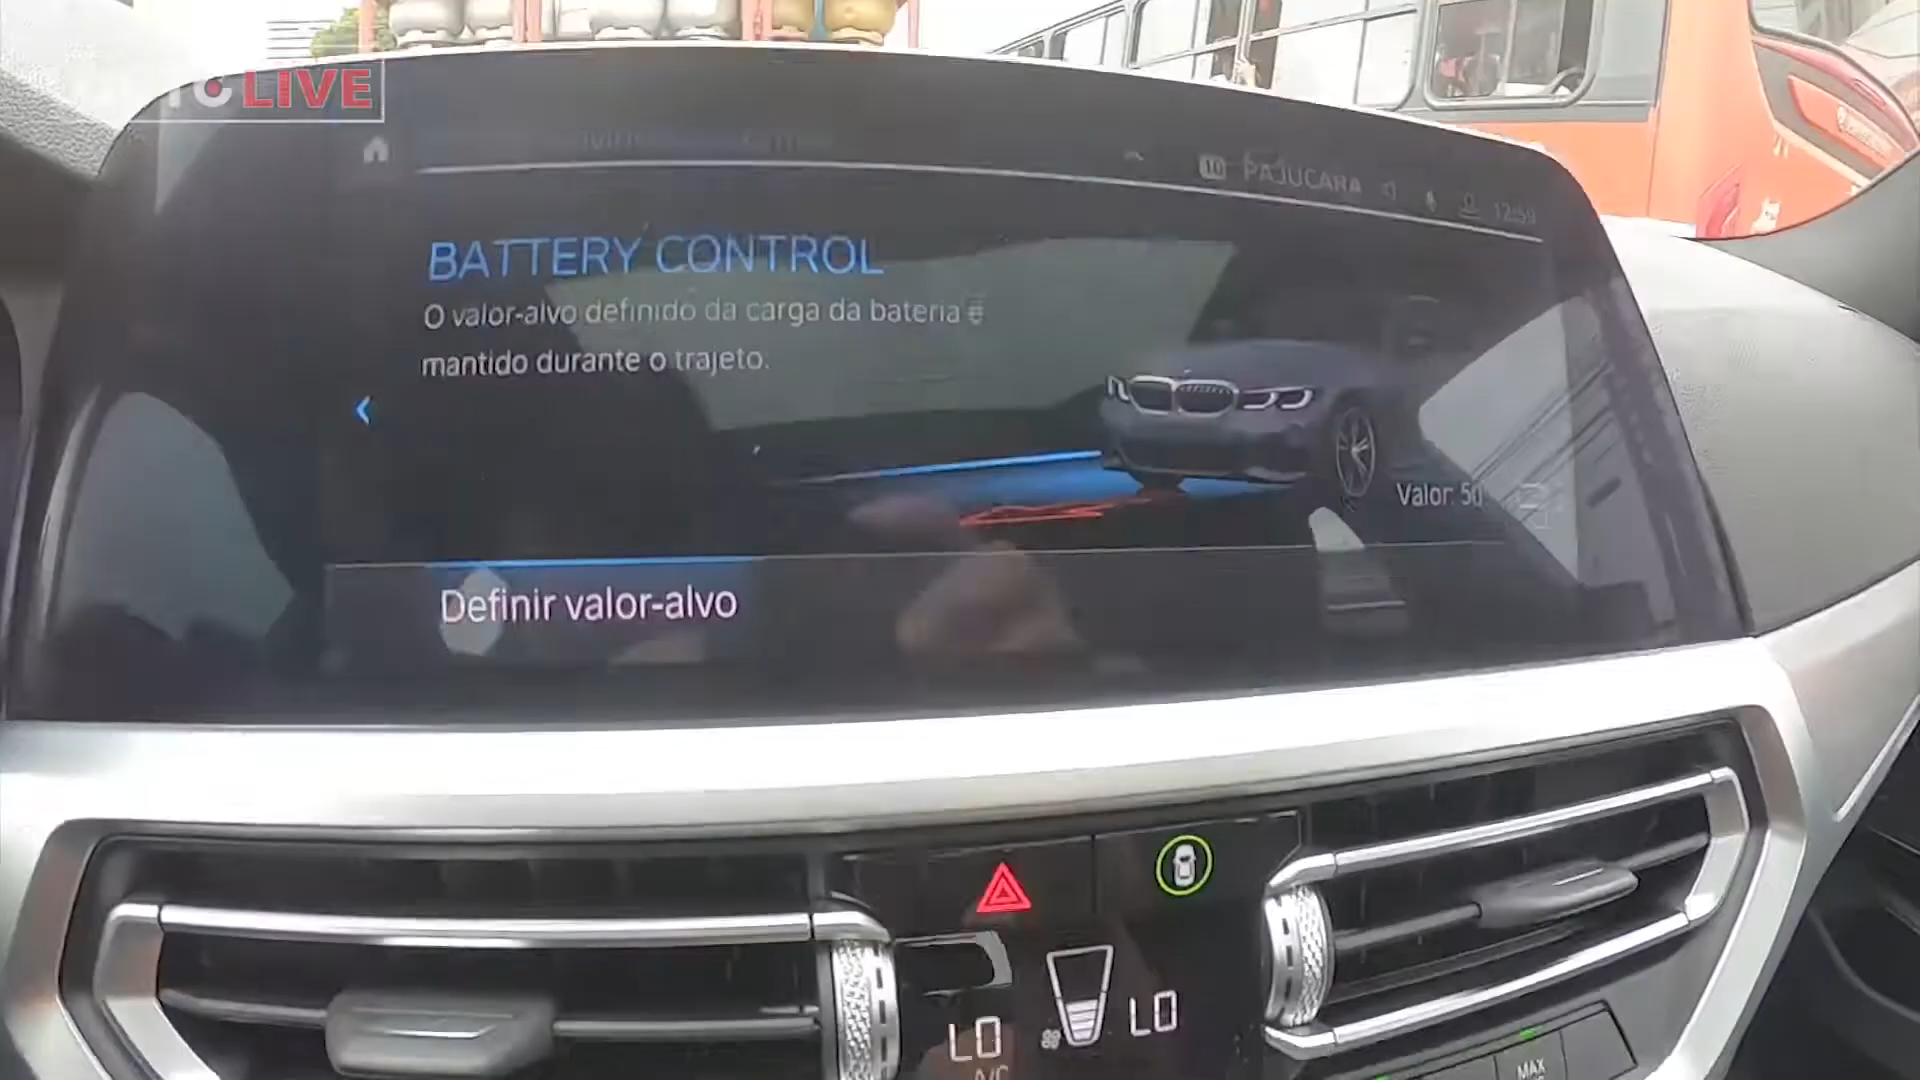 LIVE
10 PAJUCARA 12:59
BATTERY CONTROL
O valor-alvo definido da carga da bateria é
mantido durante o trajeto.
Valor: 50
Definir valor-alvo
LO LO
MAX